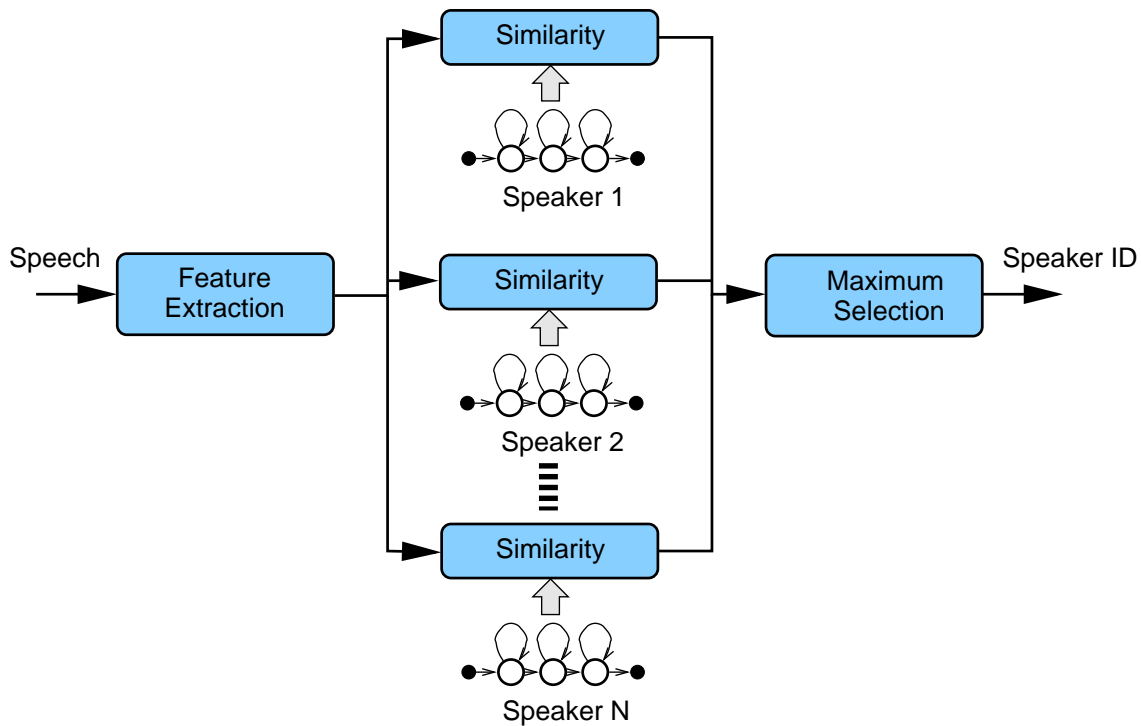 Similarity
Speaker 1
Speech
Feature
Extraction
Similarity
Speaker 2
Maximum
Selection
Speaker ID
Similarity
Speaker N